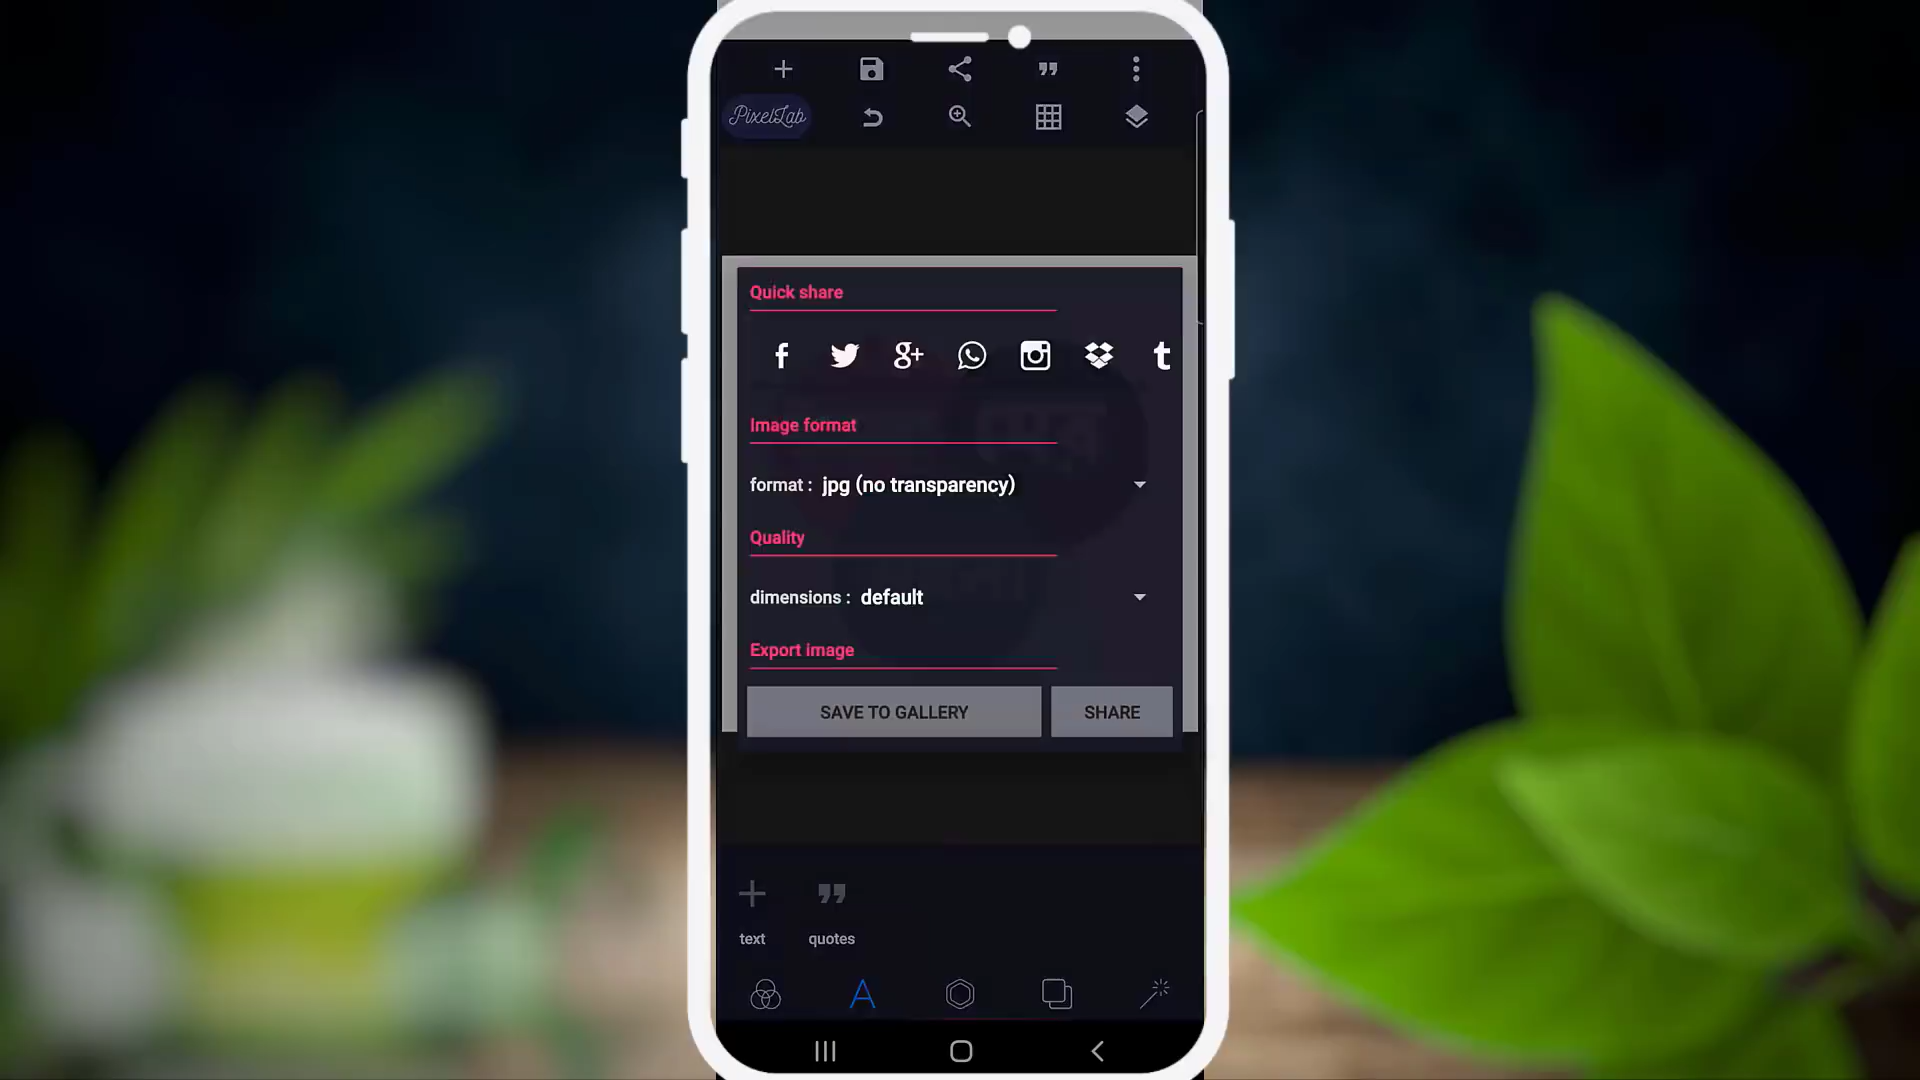 PixelLab
Quick share
Image format
format : jpg (no transparency)
Quality
dimensions : default
Export image
SAVE TO GALLERY SHARE
text quotes